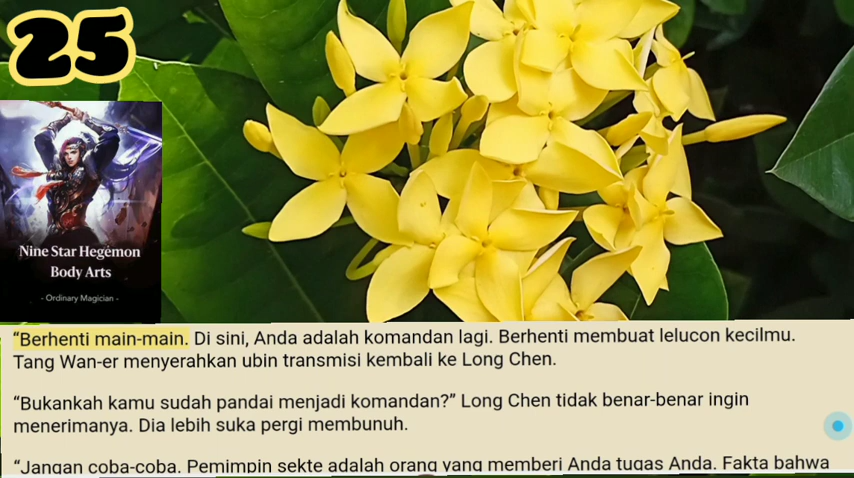 25
Nine Star Hegemon
Body Arts
- Ordinary Magician -
“Berhenti main-main. Di sini, Anda adalah komandan lagi. Berhenti membuat lelucon kecilmu.
Tang Wan-er menyerahkan ubin transmisi kembali ke Long Chen.
“Bukankah kamu sudah pandai menjadi komandan?” Long Chen tidak benar-benar ingin
menerimanya. Dia lebih suka pergi membunuh.
“Jangan coba-coba. Pemimpin sekte adalah orang yang memberi Anda tugas Anda. Fakta bahwa